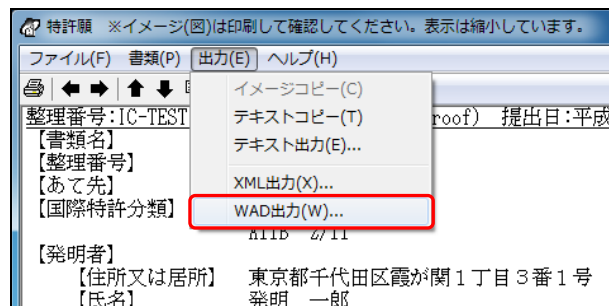 特許願 ※イメージ(図)は印刷して確認してください。表示は縮小しています。
ファイル(F) 書類(P) 出力(E) ヘルプ(H)
イメージコピー(C)
テキストコピー(T)
テキスト出力(E)...
XML出力(X)...
WAD出力(W)...
整理番号:IC-TEST roof) 提出日:平成
【書類名】
【整理番号】
【あて先】
【国際特許分類】
A11B 2/11
【発明者】
【住所又は居所】 東京都千代田区霞が関1丁目3番1号
【氏名】 発明 一郎